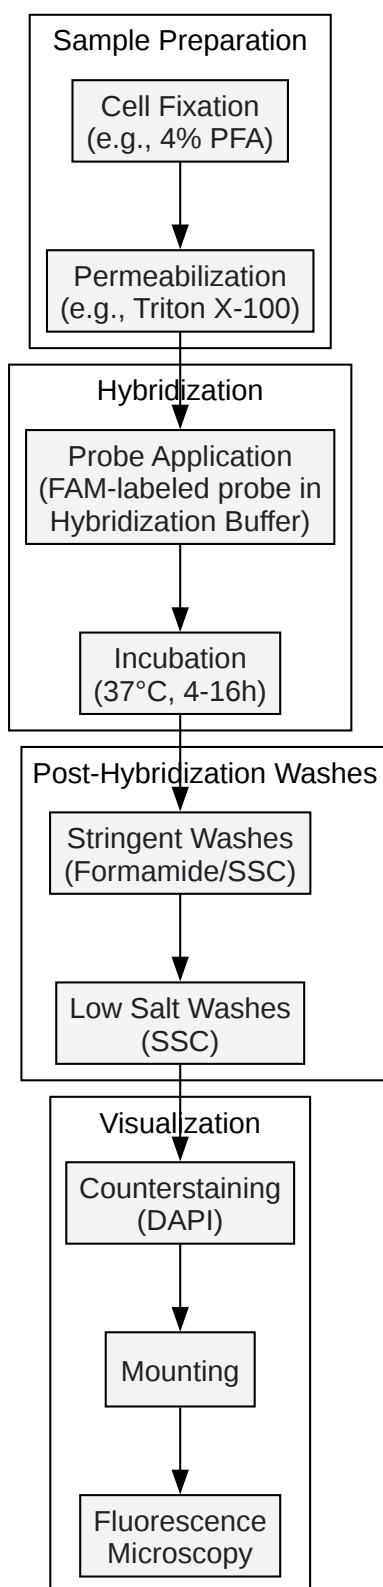 Sample Preparation
Cell Fixation
(e.g., 4% PFA)
Permeabilization
(e.g., Triton X-100)
Hybridization
Probe Application
(FAM-labeled probe in
Hybridization Buffer)
Incubation
(37°C, 4-16h)
Post-Hybridization Washes
Stringent Washes
(Formamide/SSC)
Low Salt Washes
(SSC)
Visualization
Counterstaining
(DAPI)
Mounting
Fluorescence
Microscopy